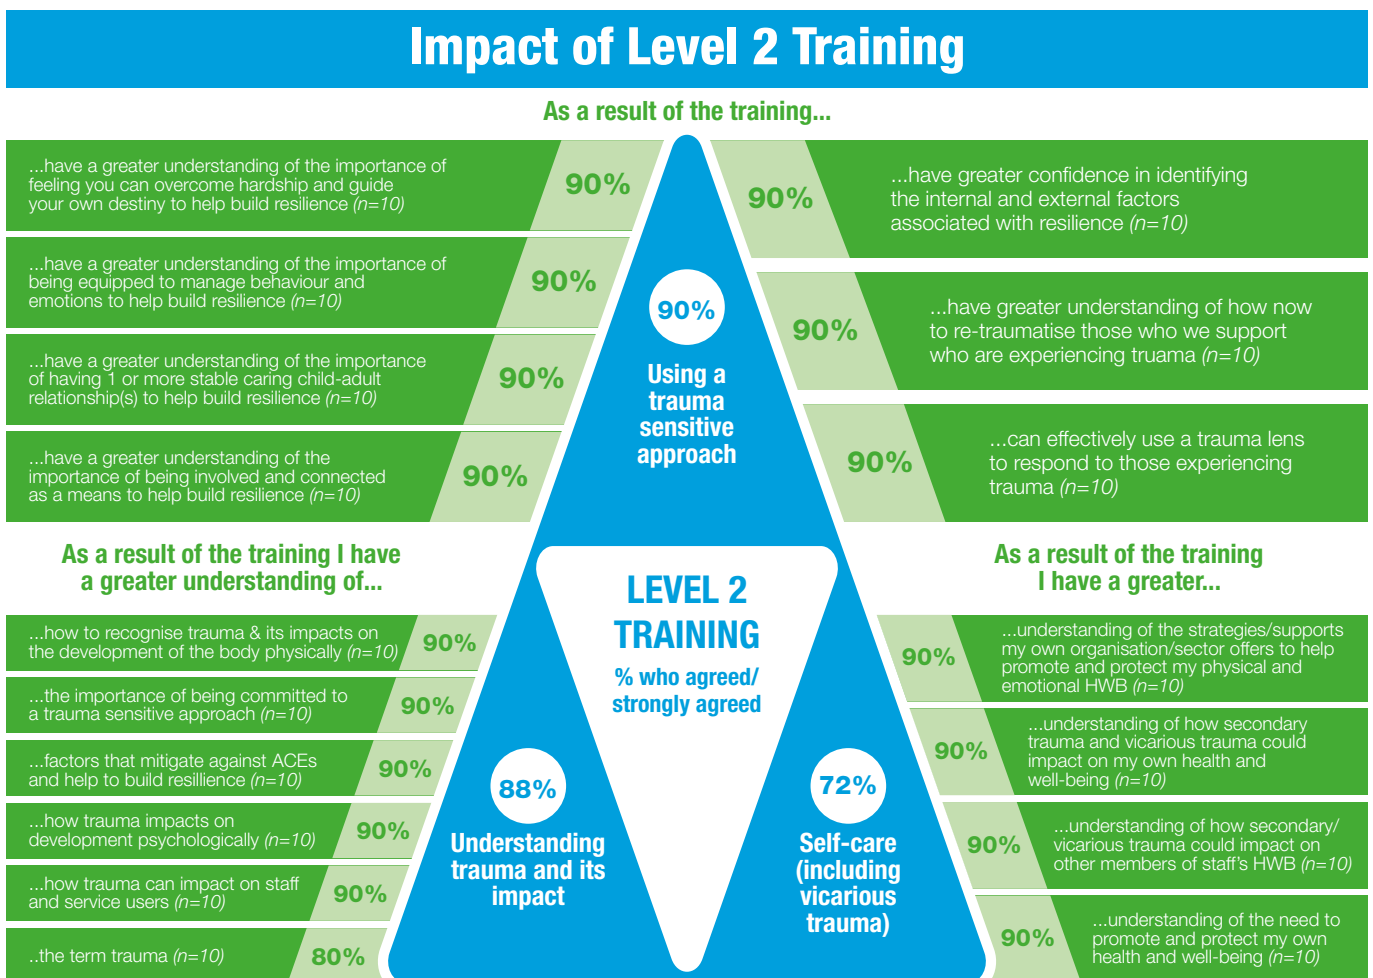 Impact of Level 2 Training
As a result of the training...
...have a greater understanding of the importance of
feeling you can overcome hardship and guide
your own destiny to help build resilience (n=10)
90%
...have a greater understanding of the importance of
being equipped to manage behaviour and
emotions to help build resilience (n=10)
90%
...have a greater understanding of the importance
of having 1 or more stable caring child-adult
relationship(s) to help build resilience (n=10)
90%
...have a greater understanding of the
importance of being involved and connected
as a means to help build resilience (n=10)
90%
90%
...have greater confidence in identifying
the internal and external factors
associated with resilience (n=10)
90%
...have greater understanding of how now
to re-traumatise those who we support
who are experiencing truama (n=10)
90%
...can effectively use a trauma lens
to respond to those experiencing
trauma (n=10)
90%
Using a
trauma
sensitive
approach
As a result of the training I have
a greater understanding of...
...how to recognise trauma & its impacts on
the development of the body physically (n=10)
90%
...the importance of being committed to
a trauma sensitive approach (n=10)
90%
...factors that mitigate against ACEs
and help to build resillience (n=10)
90%
...how trauma impacts on
development psychologically (n=10)
90%
...how trauma can impact on staff
and service users (n=10)
90%
..the term trauma (n=10)
80%
LEVEL 2
TRAINING
% who agreed/
strongly agreed
88%
Understanding
trauma and its
impact
72%
Self-care
(including
vicarious
trauma)
As a result of the training
I have a greater...
90%
...understanding of the strategies/supports
my own organisation/sector offers to help
promote and protect my physical and
emotional HWB (n=10)
90%
...understanding of how secondary
trauma and vicarious trauma could
impact on my own health and
well-being (n=10)
90%
...understanding of how secondary/
vicarious trauma could impact on
other members of staff's HWB (n=10)
90%
...understanding of the need to
promote and protect my own
health and well-being (n=10)